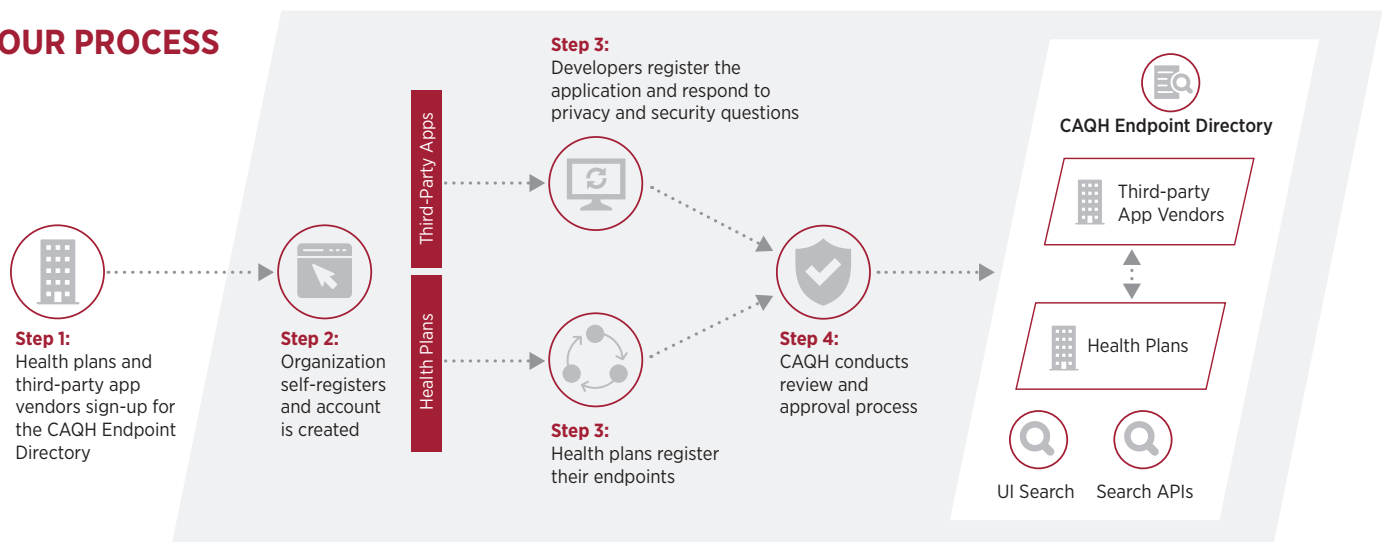 OUR PROCESS
Step 1:
Health plans and
third-party app
vendors sign-up for
the CAQH Endpoint
Directory
Step 2:
Organization
self-registers
and account
is created
Third-Party Apps
Health Plans
Step 3:
Developers register the
application and respond to
privacy and security questions
Step 3:
Health plans register
their endpoints
Step 4:
CAQH conducts
review and
approval process
CAQH Endpoint Directory
Third-party
App Vendors
Health Plans
UI Search
Search APIs